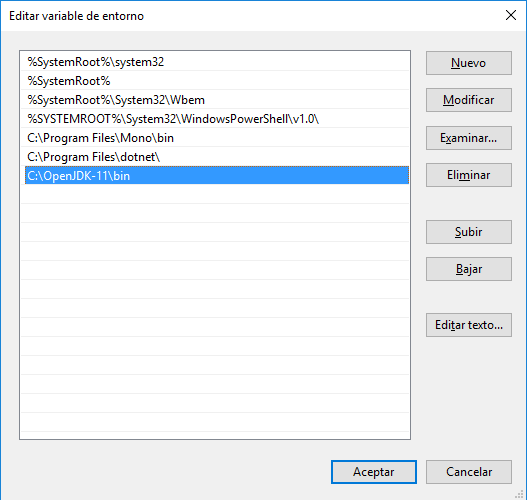 Editar variable de entorno
%SystemRoot%\system32
%SystemRoot%
%SystemRoot%\System32\Wbem
%SYSTEMROOT%\System32\WindowsPowerShell\v1.0\
C:\Program Files\Mono\bin
C:\Program Files\dotnet\
C:\OpenJDK-11\bin
Nuevo
Modificar
Examinar...
Eliminar
Subir
Bajar
Editar texto...
Aceptar
Cancelar